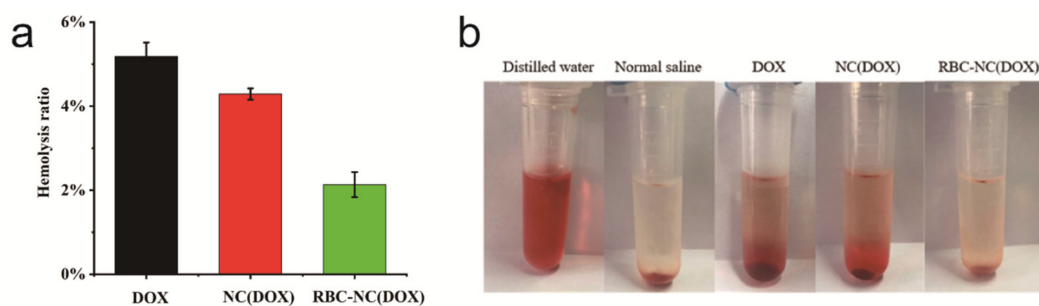 a
Hemolysis ratio
6%
4%
2%
0%
DOX
NC(DOX)
RBC-NC(DOX)
b
Distilled water
Normal saline
DOX
NC(DOX)
RBC-NC(DOX)